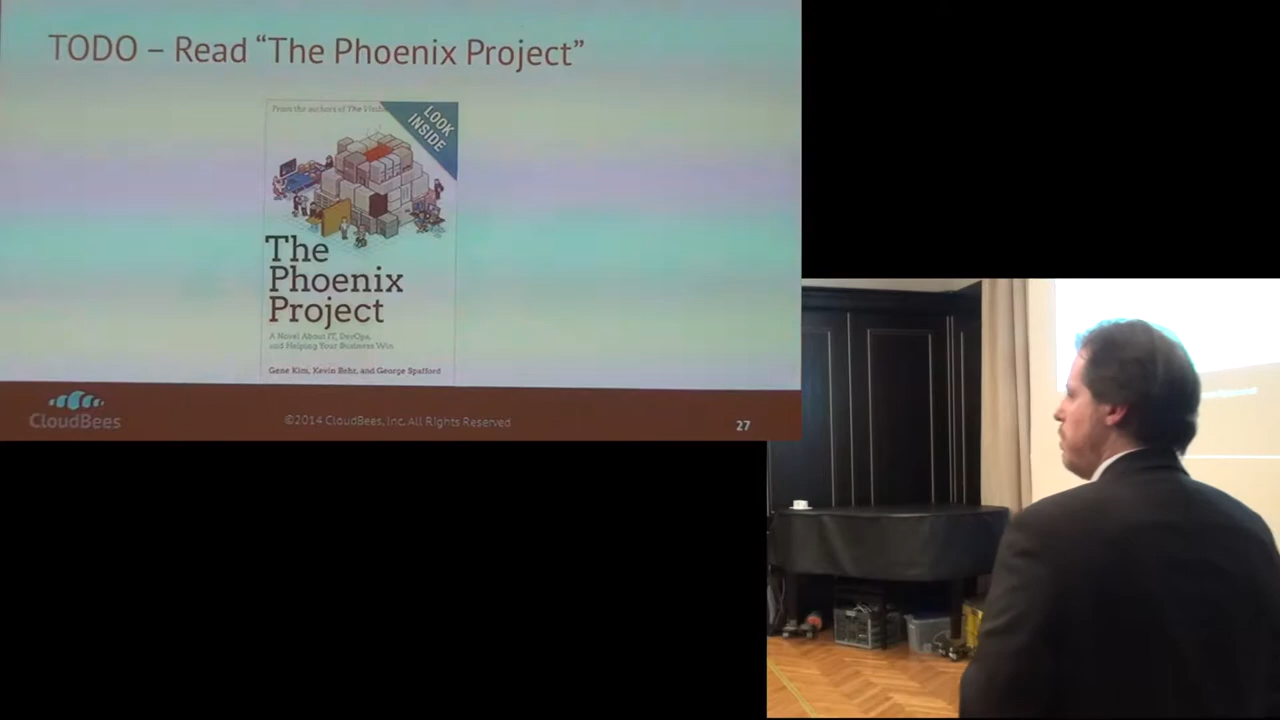 TODO – Read “The Phoenix Project”
From the authors of The Visible
LOOK
INSIDE
The
Phoenix
Project
A Novel About IT, DevOps,
and Helping Your Business Win
Gene Kim, Kevin Behr, and George Spafford
CloudBees
©2014 CloudBees, Inc. All Rights Reserved
27